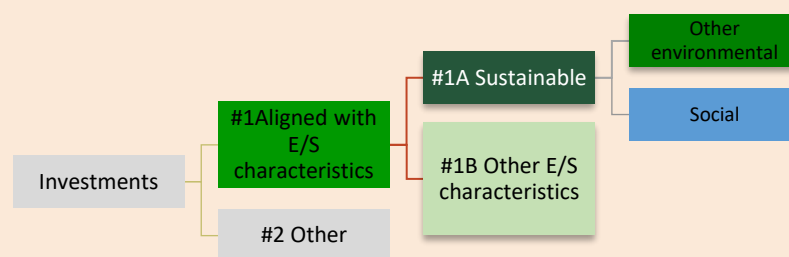 Investments
#1Aligned with
E/S
characteristics
#2 Other
#1A Sustainable
#1B Other E/S
characteristics
Other
environmental
Social